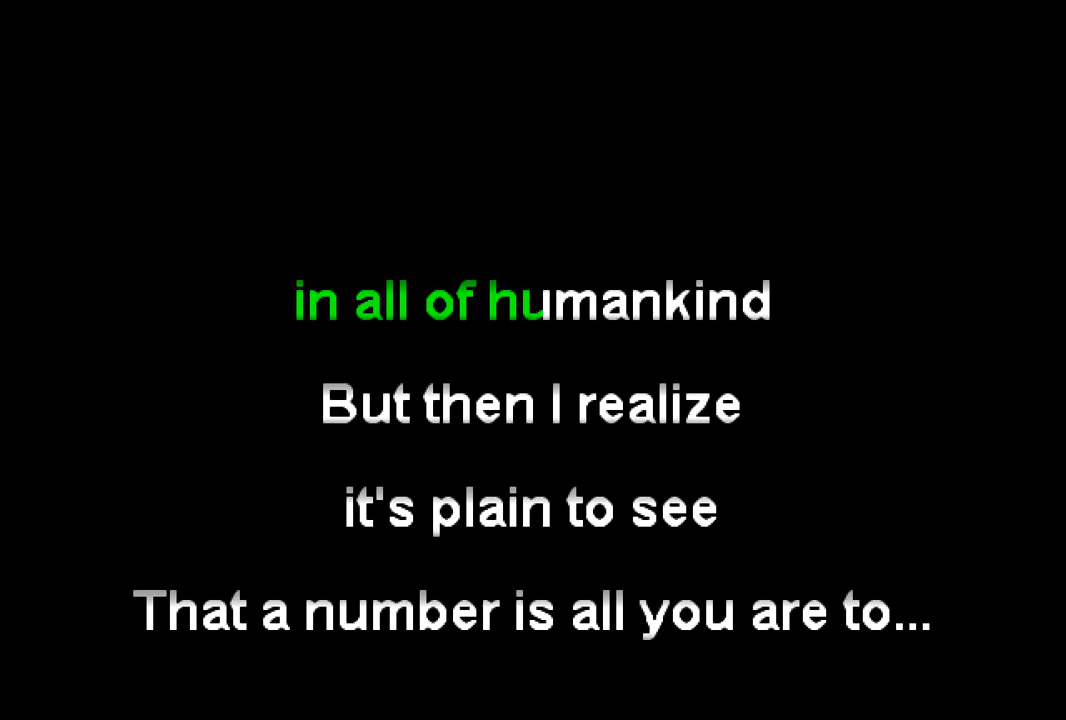 in all of humankind
But then I realize
it's plain to see
That a number is all you are to...